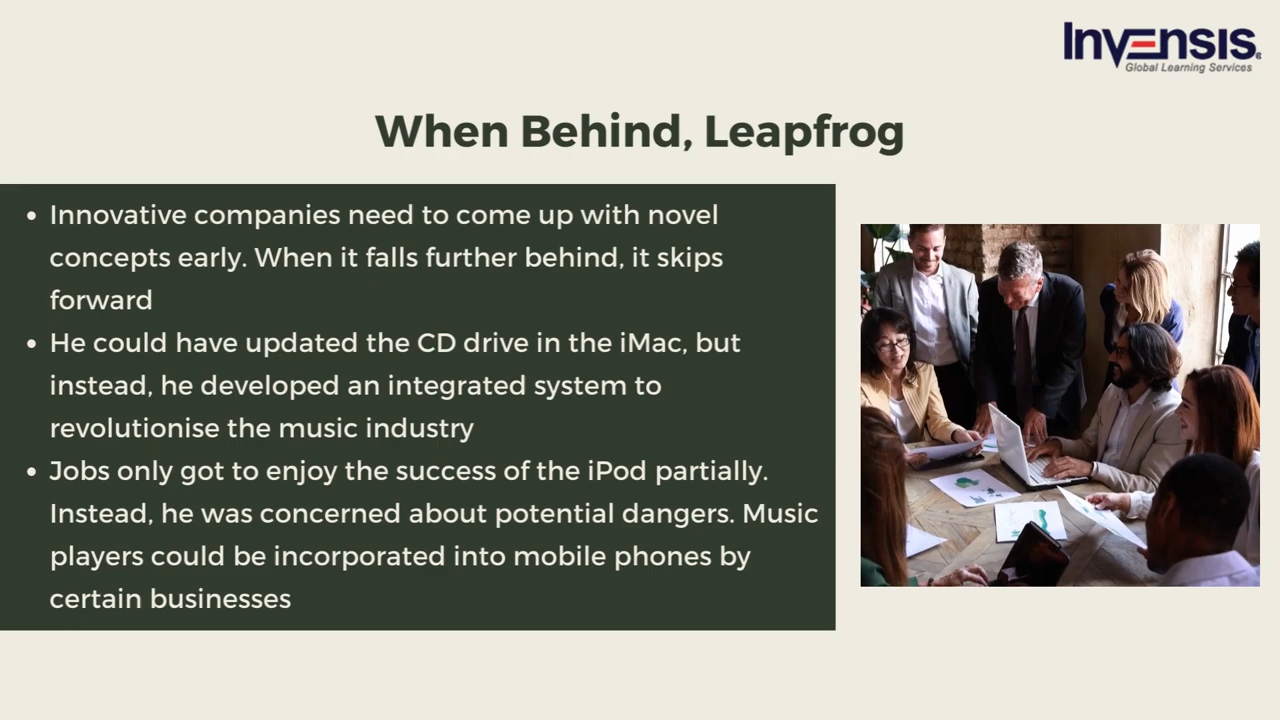 Invensis
Global Learning Services
When Behind, Leapfrog
• Innovative companies need to come up with novel
concepts early. When it falls further behind, it skips
forward
• He could have updated the CD drive in the iMac, but
instead, he developed an integrated system to
revolutionise the music industry
• Jobs only got to enjoy the success of the iPod partially.
Instead, he was concerned about potential dangers. Music
players could be incorporated into mobile phones by
certain businesses